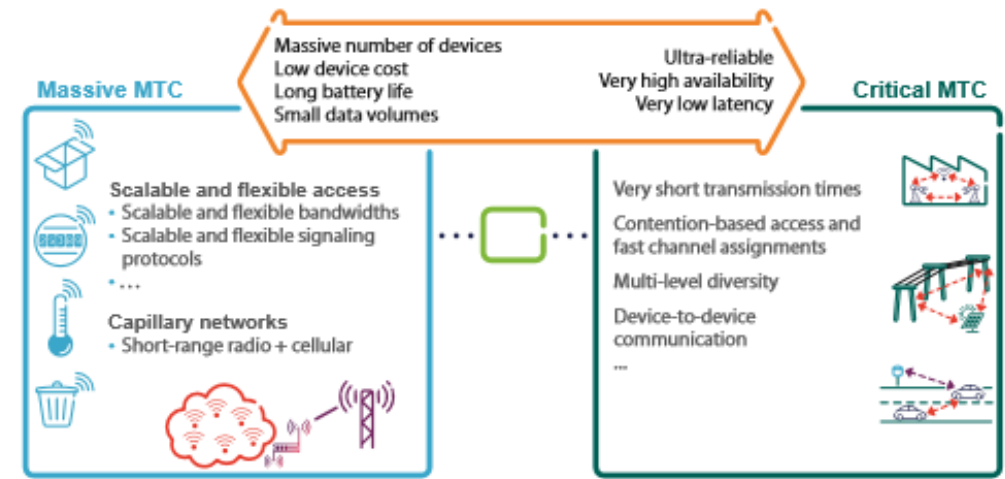 Massive number of devices
Low device cost
Long battery life
Small data volumes
Ultra-reliable
Very high availability
Very low latency
Massive MTC
Critical MTC
Scalable and flexible access
• Scalable and flexible bandwidths
• Scalable and flexible signaling
protocols
• ...
Capillary networks
• Short-range radio + cellular
Very short transmission times
Contention-based access and
fast channel assignments
Multi-level diversity
Device-to-device
communication
...